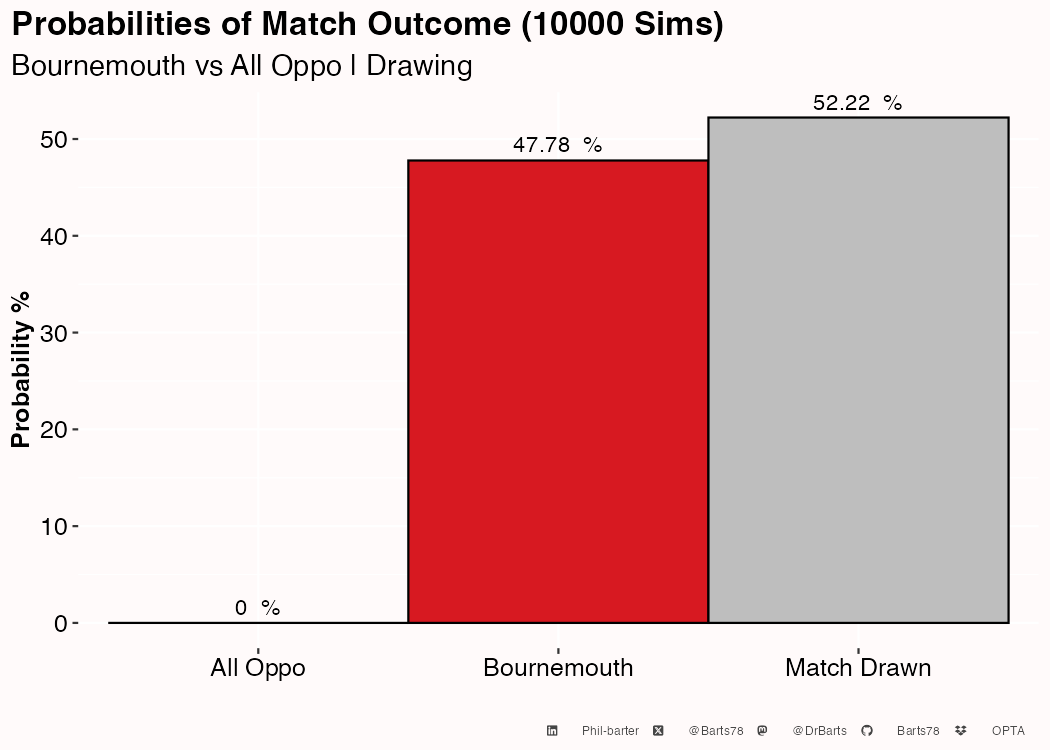 Probabilities of Match Outcome (10000 Sims)
Bournemouth vs All Oppo | Drawing
Probability %
50
40
30
20
10
0
0 %
47.78 %
52.22 %
All Oppo
Bournemouth
Match Drawn
Phil-barter @Barts78 @DrBarts Barts78 OPTA